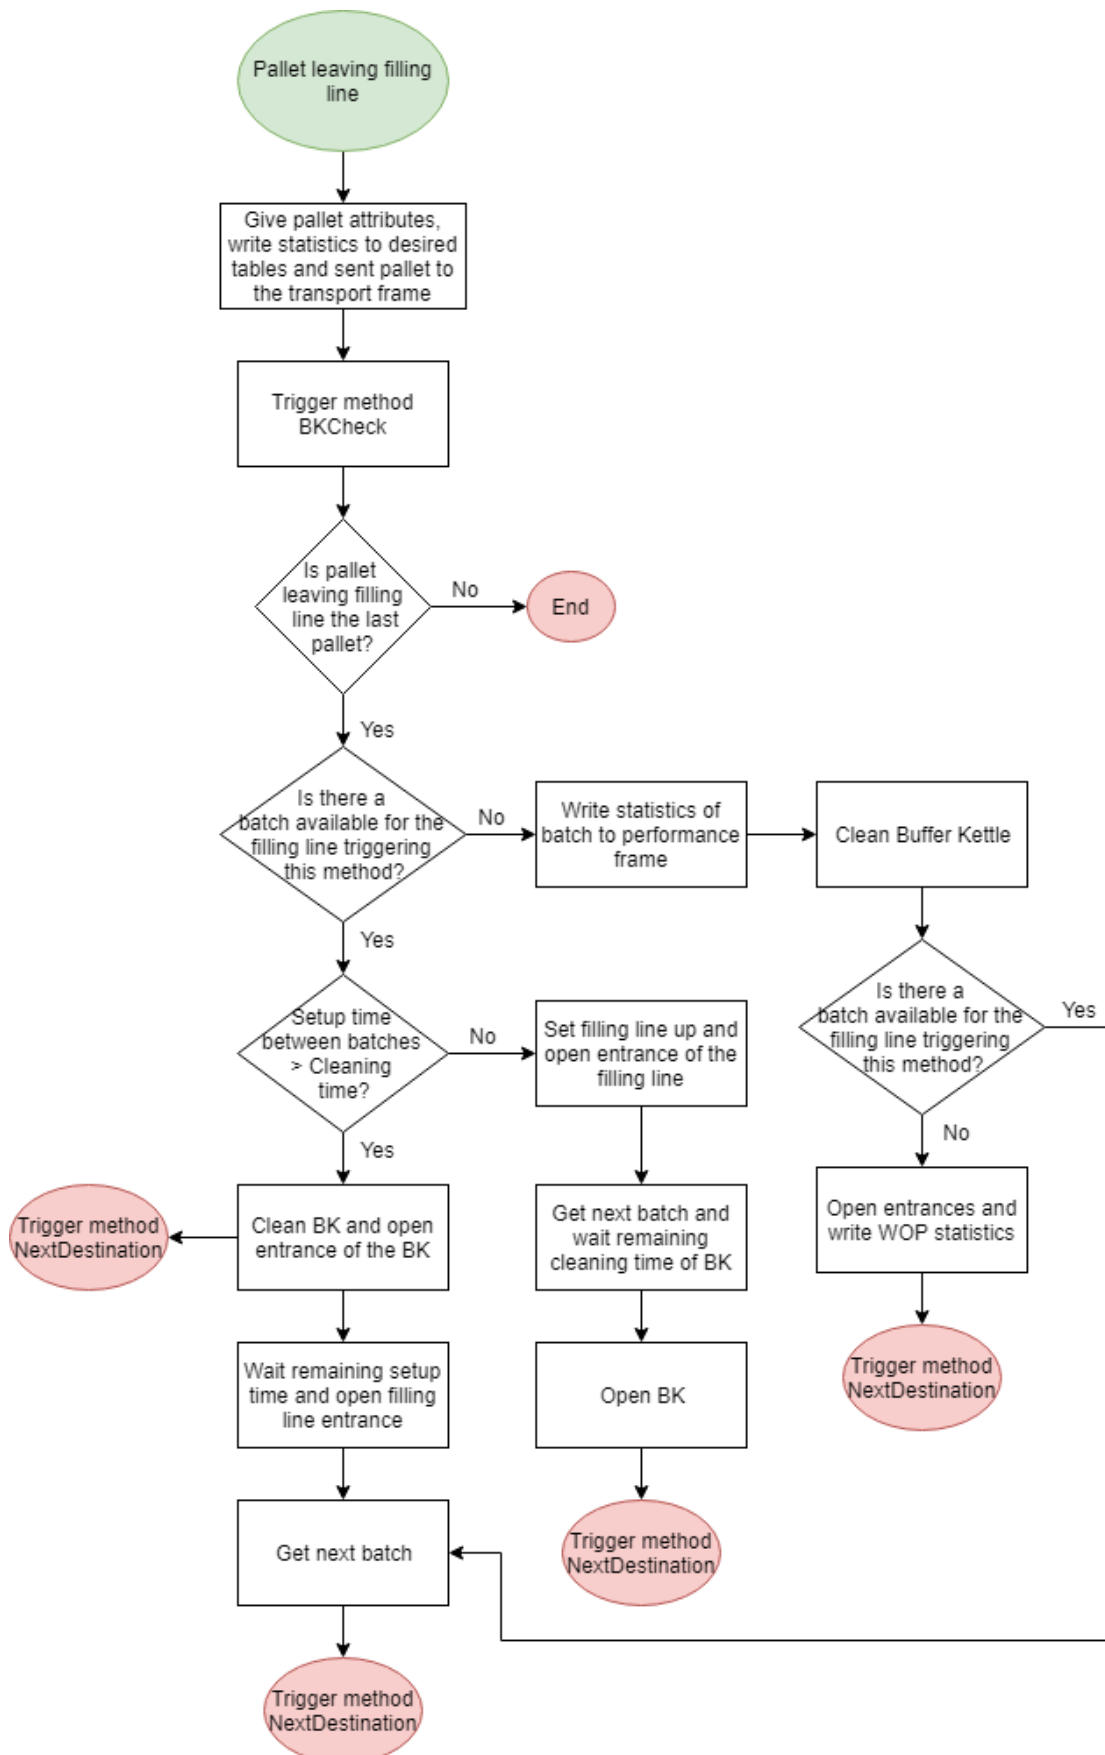 Pallet leaving filling
line
Give pallet attributes,
write statistics to desired
tables and sent pallet to
the transport frame
Trigger method
BKCheck
Is pallet
leaving filling
line the last
pallet?
No
End
Yes
Is there a
batch available for the
filling line triggering
this method?
No
Write statistics of
batch to performance
frame
Clean Buffer Kettle
Yes
Is there a
batch available for the
filling line triggering
this method?
Yes
Setup time
between batches
> Cleaning
time?
No
Set filling line up and
open entrance of the
filling line
No
Yes
Trigger method
NextDestination
Clean BK and open
entrance of the BK
Get next batch and
wait remaining
cleaning time of BK
Open entrances and
write WOP statistics
Wait remaining setup
time and open filling
line entrance
Open BK
Trigger method
NextDestination
Get next batch
Trigger method
NextDestination
Trigger method
NextDestination